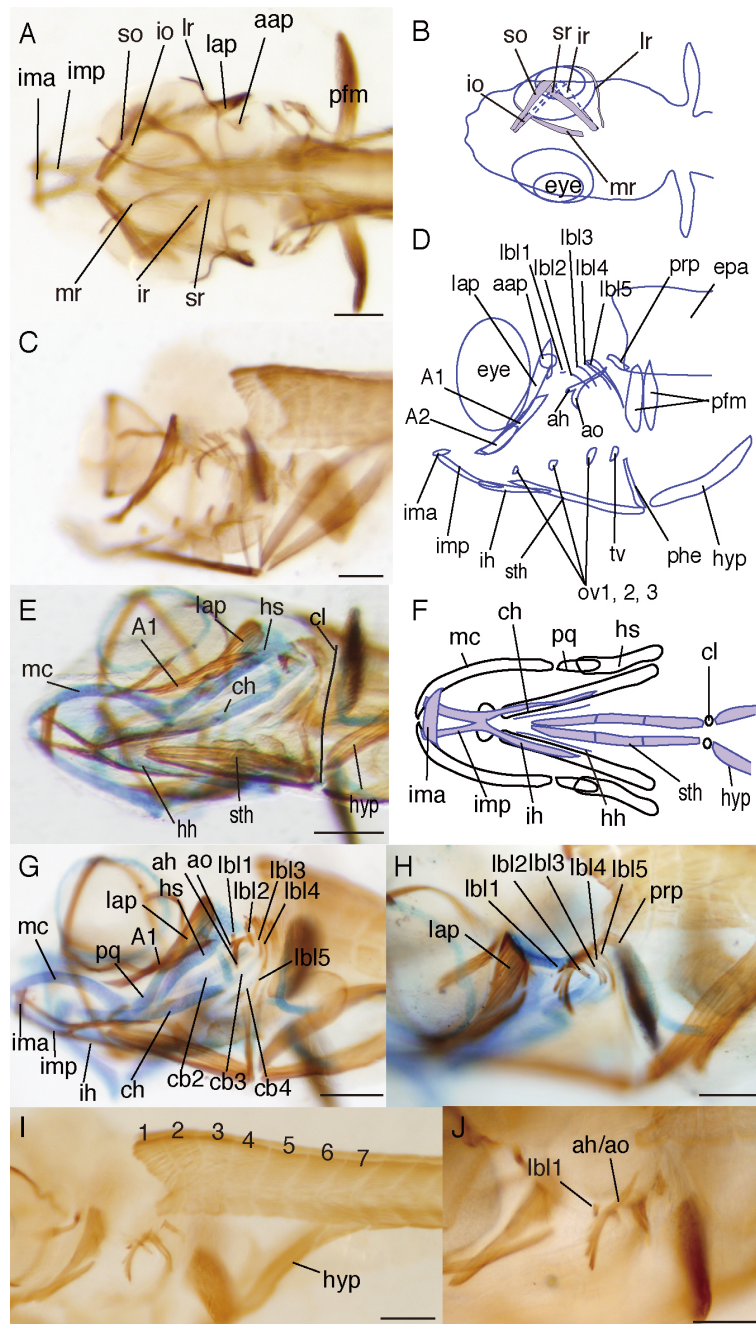 A
ima imp so io lr lap aap
pfm
mr ir sr
B
so sr ir lr
io
eye mr
C
D
lbl1 lbl2 lbl3 lbl4 lbl5 prp epa
lap aap
eye
A1
A2
ah ao pfm
ima imp ih sth tv phe hyp
ov1, 2, 3
E
mc A1 lap hs cl
ch
hh sth hyp
F
mc ch pq hs
cl
ima imp ih hh sth hyp
G
ah ao lbl1 lbl2 lbl3 lbl4
hs
lap
mc pq A1
lbl5
ima imp ih ch cb2 cb3 cb4
H
lbl1 lbl2 lbl3 lbl4 lbl5 prp
lap
I
1 2 3 4 5 6 7
hyp
J
lbl1 ah/ao